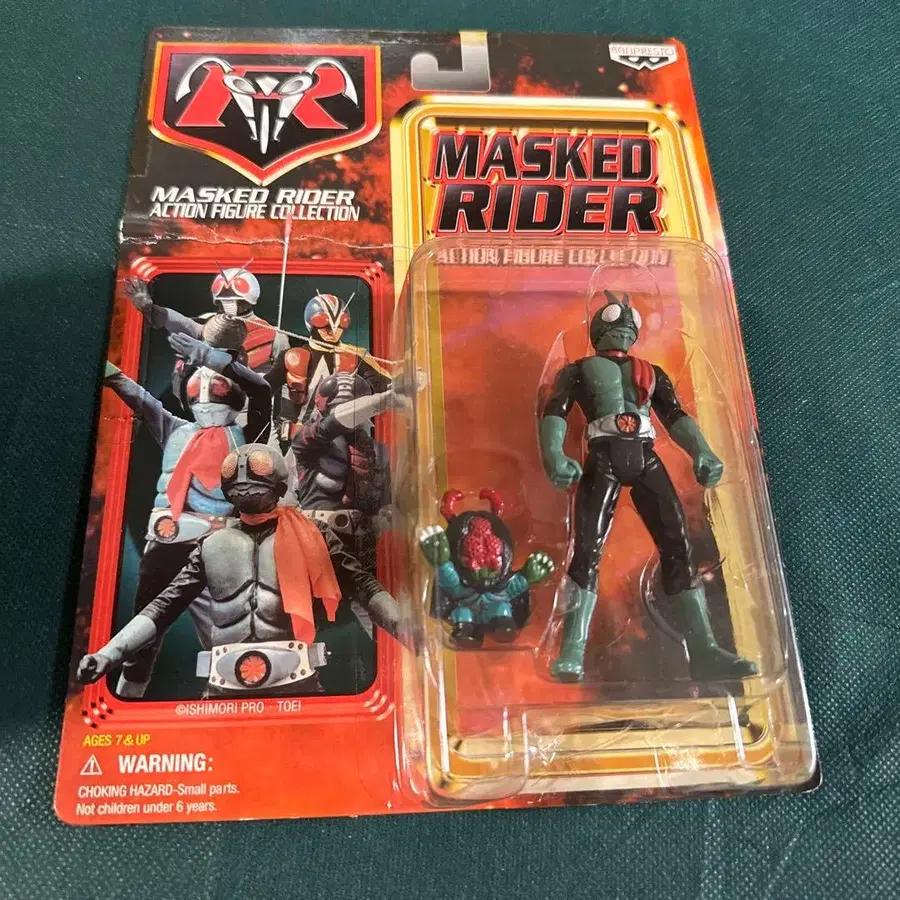 BANPRESTO
MASKED RIDER
ACTION FIGURE COLLECTION
MASKED
RIDER
ACTION FIGURE COLLECTION
©ISHIMORI PRO · TOEI
AGES 7 & UP
WARNING:
CHOKING HAZARD-Small parts.
Not children under 6 years.